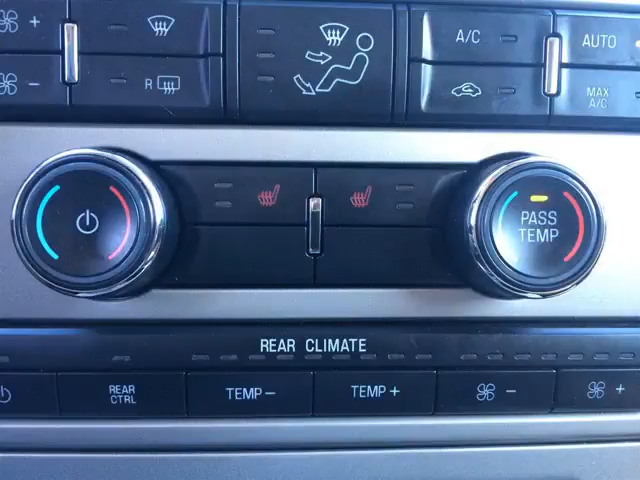 +
A/C
AUTO
-
R
MAX
A/C
PASS
TEMP
REAR CLIMATE
REAR
CTRL
TEMP-
TEMP+
-
+